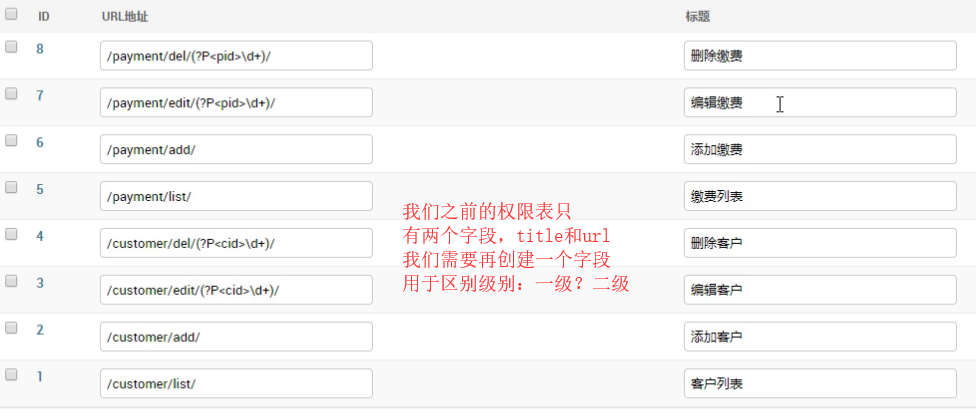 ID URL地址 标题
8 /payment/del/(?P<pid>\d+)/ 删除缴费
7 /payment/edit/(?P<pid>\d+)/ 编辑缴费
6 /payment/add/ 添加缴费
5 /payment/list/ 缴费列表
我们之前的权限表只
有两个字段，title和url
我们需要再创建一个字段
用于区别级别：一级？二级
4 /customer/del/(?P<cid>\d+)/ 删除客户
3 /customer/edit/(?P<cid>\d+)/ 编辑客户
2 /customer/add/ 添加客户
1 /customer/list/ 客户列表